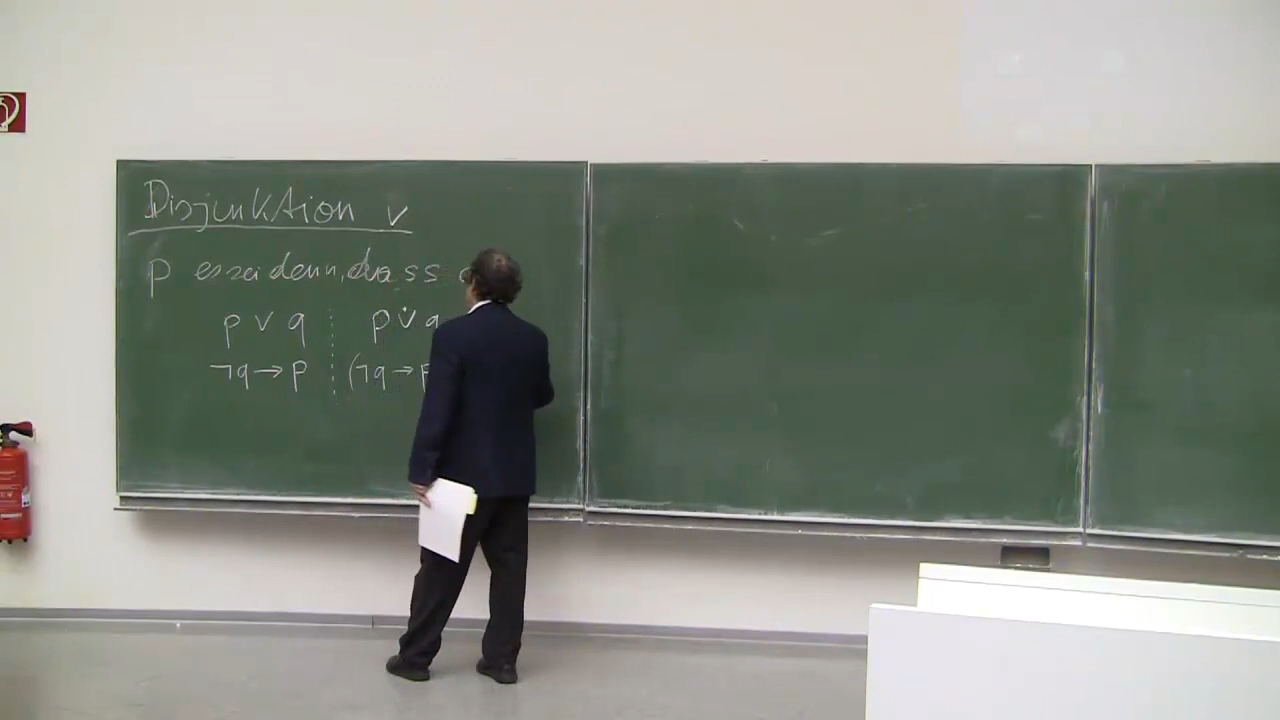 Disjunktion ∨
p es sei denn, dass
p ∨ q p ∨̇ q
¬q → p (¬q → p